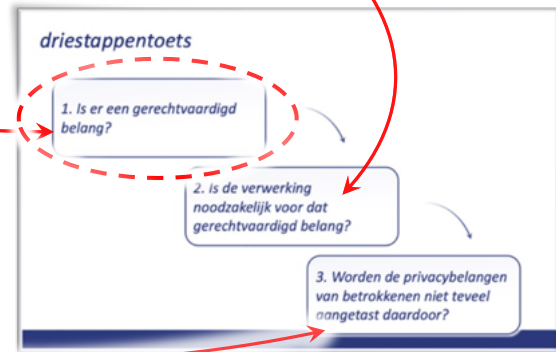 driestappentoets
1. Is er een gerechtvaardigd
belang?
2. Is de verwerking
noodzakelijk voor dat
gerechtvaardigd belang?
3. Worden de privacybelangen
van betrokkenen niet teveel
aangetast daardoor?